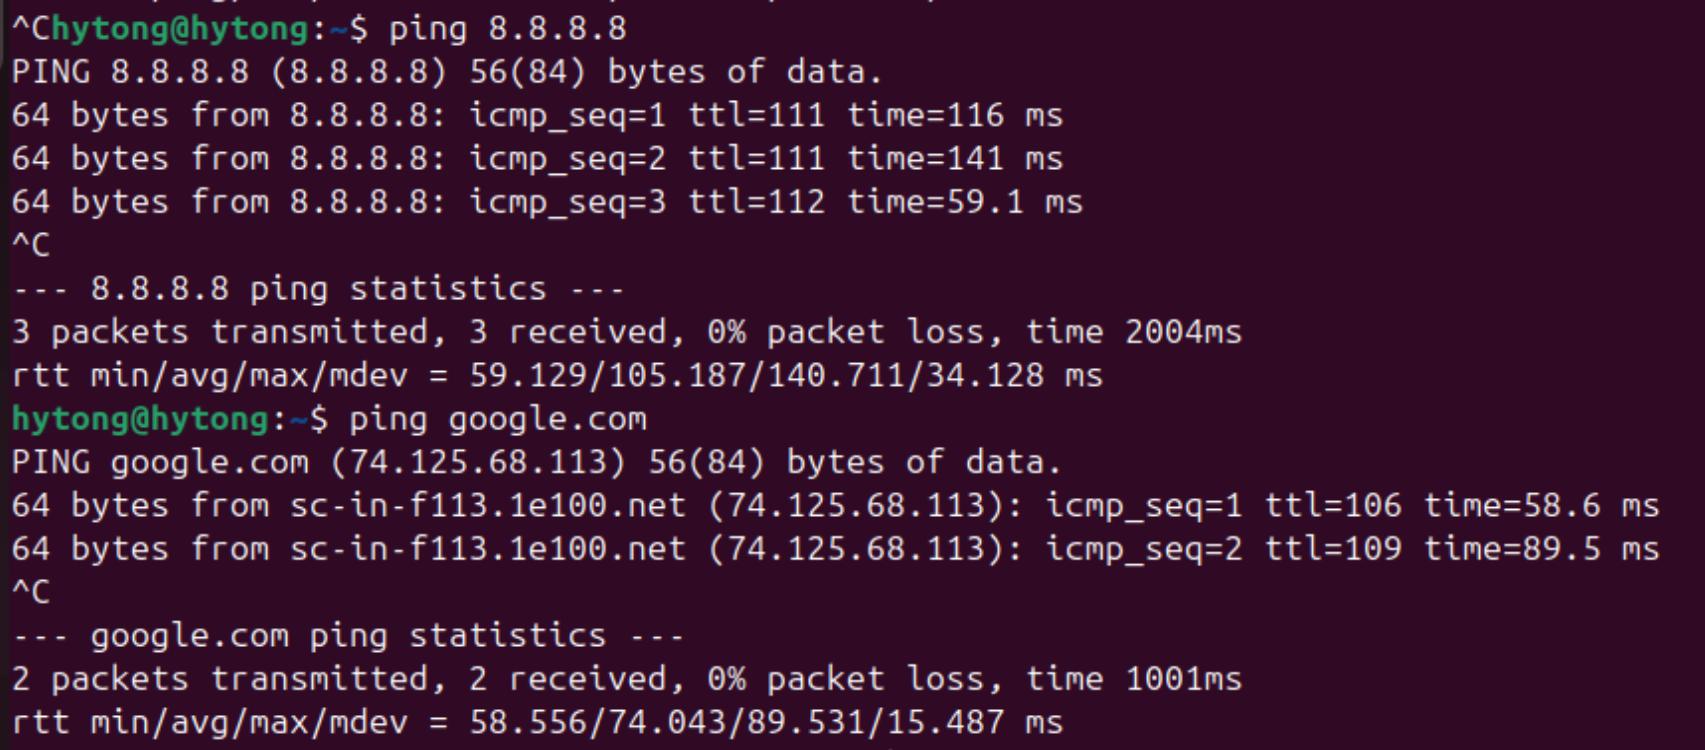 ^Chytong@hytong:~$ ping 8.8.8.8
PING 8.8.8.8 (8.8.8.8) 56(84) bytes of data.
64 bytes from 8.8.8.8: icmp_seq=1 ttl=111 time=116 ms
64 bytes from 8.8.8.8: icmp_seq=2 ttl=111 time=141 ms
64 bytes from 8.8.8.8: icmp_seq=3 ttl=112 time=59.1 ms
^C
--- 8.8.8.8 ping statistics ---
3 packets transmitted, 3 received, 0% packet loss, time 2004ms
rtt min/avg/max/mdev = 59.129/105.187/140.711/34.128 ms
hytong@hytong:~$ ping google.com
PING google.com (74.125.68.113) 56(84) bytes of data.
64 bytes from sc-in-f113.1e100.net (74.125.68.113): icmp_seq=1 ttl=106 time=58.6 ms
64 bytes from sc-in-f113.1e100.net (74.125.68.113): icmp_seq=2 ttl=109 time=89.5 ms
^C
--- google.com ping statistics ---
2 packets transmitted, 2 received, 0% packet loss, time 1001ms
rtt min/avg/max/mdev = 58.556/74.043/89.531/15.487 ms